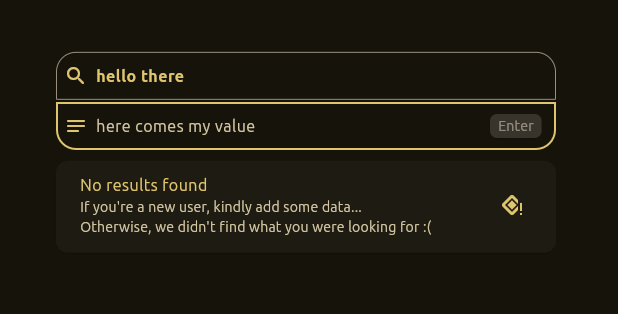 hello there
here comes my value
Enter
No results found
If you're a new user, kindly add some data...
Otherwise, we didn't find what you were looking for :(